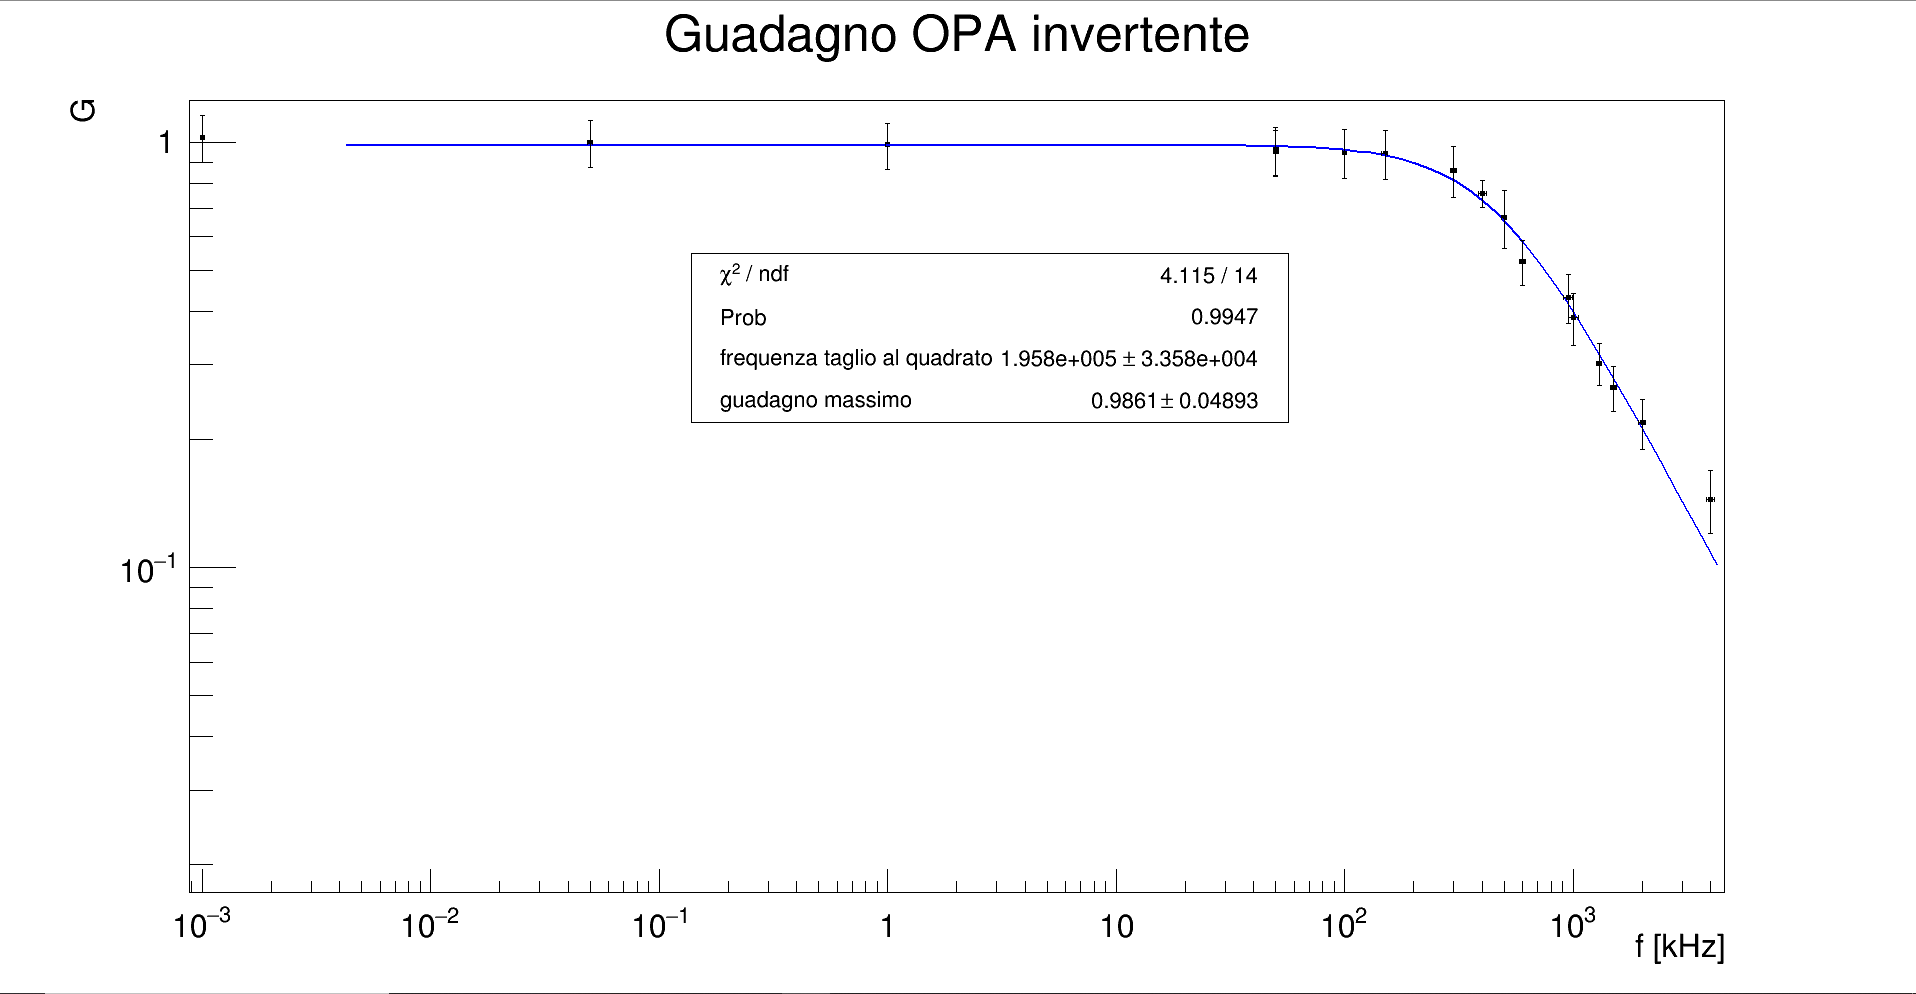 Guadagno OPA invertente
G
1
10⁻¹
χ² / ndf 4.115 / 14
Prob 0.9947
frequenza taglio al quadrato 1.958e+005 ± 3.358e+004
guadagno massimo 0.9861 ± 0.04893
10⁻³ 10⁻² 10⁻¹ 1 10 10² 10³
f [kHz]